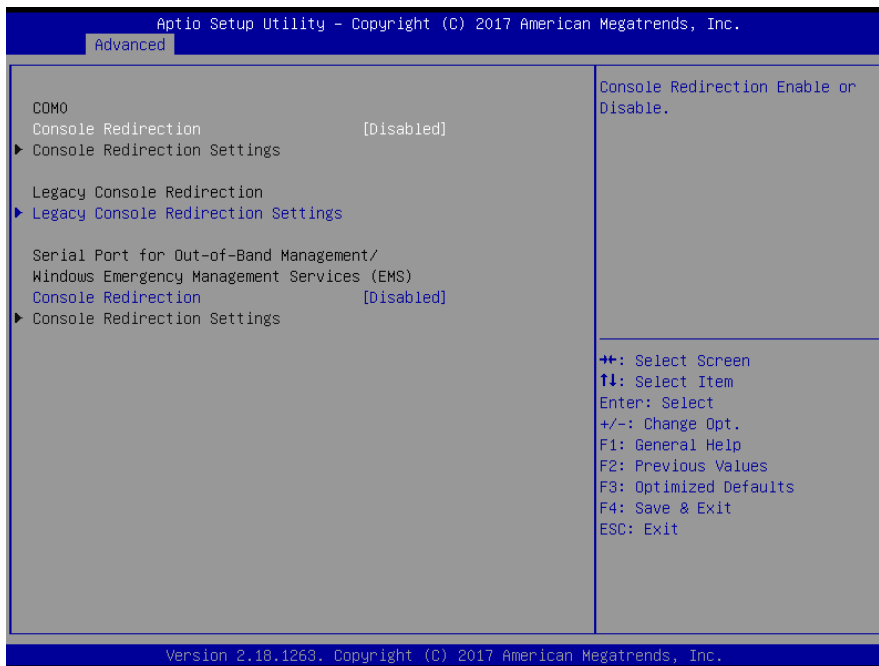 Aptio Setup Utility – Copyright (C) 2017 American Megatrends, Inc.
Advanced
COM0
Console Redirection [Disabled]
▶ Console Redirection Settings
Legacy Console Redirection
▶ Legacy Console Redirection Settings
Serial Port for Out-of-Band Management/
Windows Emergency Management Services (EMS)
Console Redirection [Disabled]
▶ Console Redirection Settings
Console Redirection Enable or
Disable.
→←: Select Screen
↑↓: Select Item
Enter: Select
+/-: Change Opt.
F1: General Help
F2: Previous Values
F3: Optimized Defaults
F4: Save & Exit
ESC: Exit
Version 2.18.1263. Copyright (C) 2017 American Megatrends, Inc.